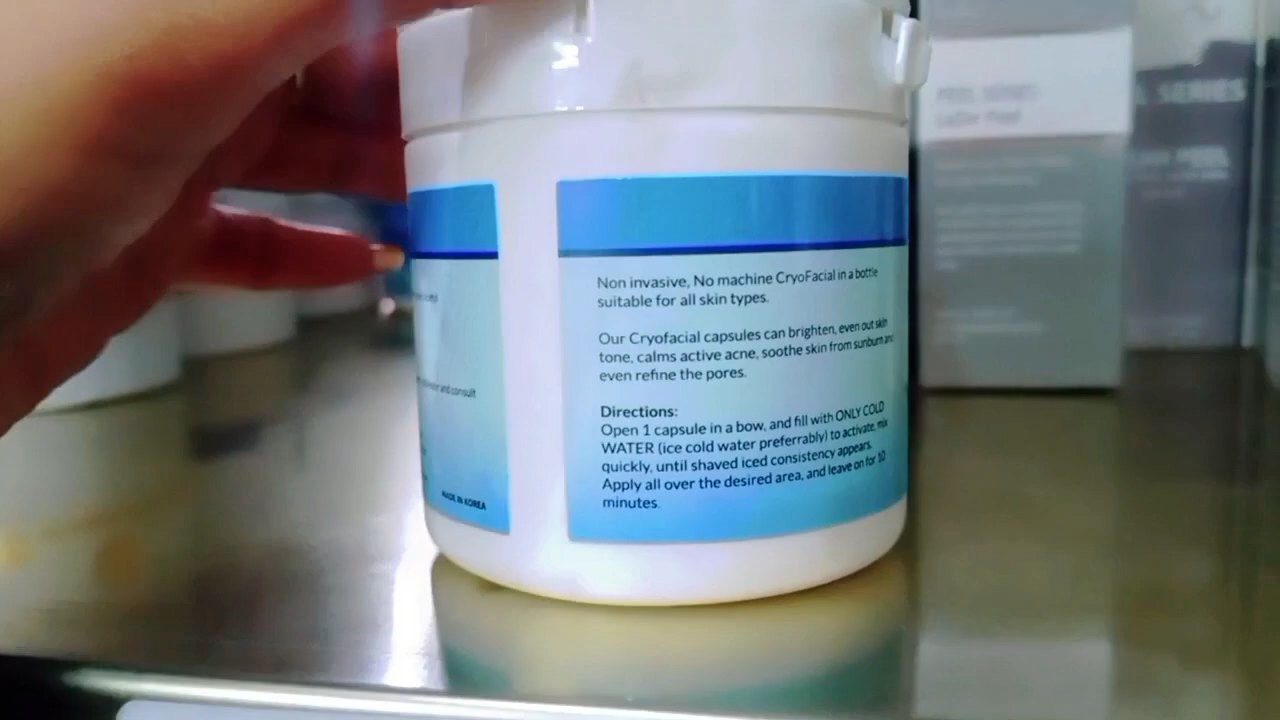 Non invasive, No machine CryoFacial in a bottle
suitable for all skin types.
Our Cryofacial capsules can brighten, even out skin
tone, calms active acne, soothe skin from sunburn and
even refine the pores.
Directions:
Open 1 capsule in a bow, and fill with ONLY COLD
WATER (ice cold water preferrably) to activate, mix
quickly, until shaved iced consistency appears.
Apply all over the desired area, and leave on for 10
minutes.
and consult
MADE IN KOREA
SERIES